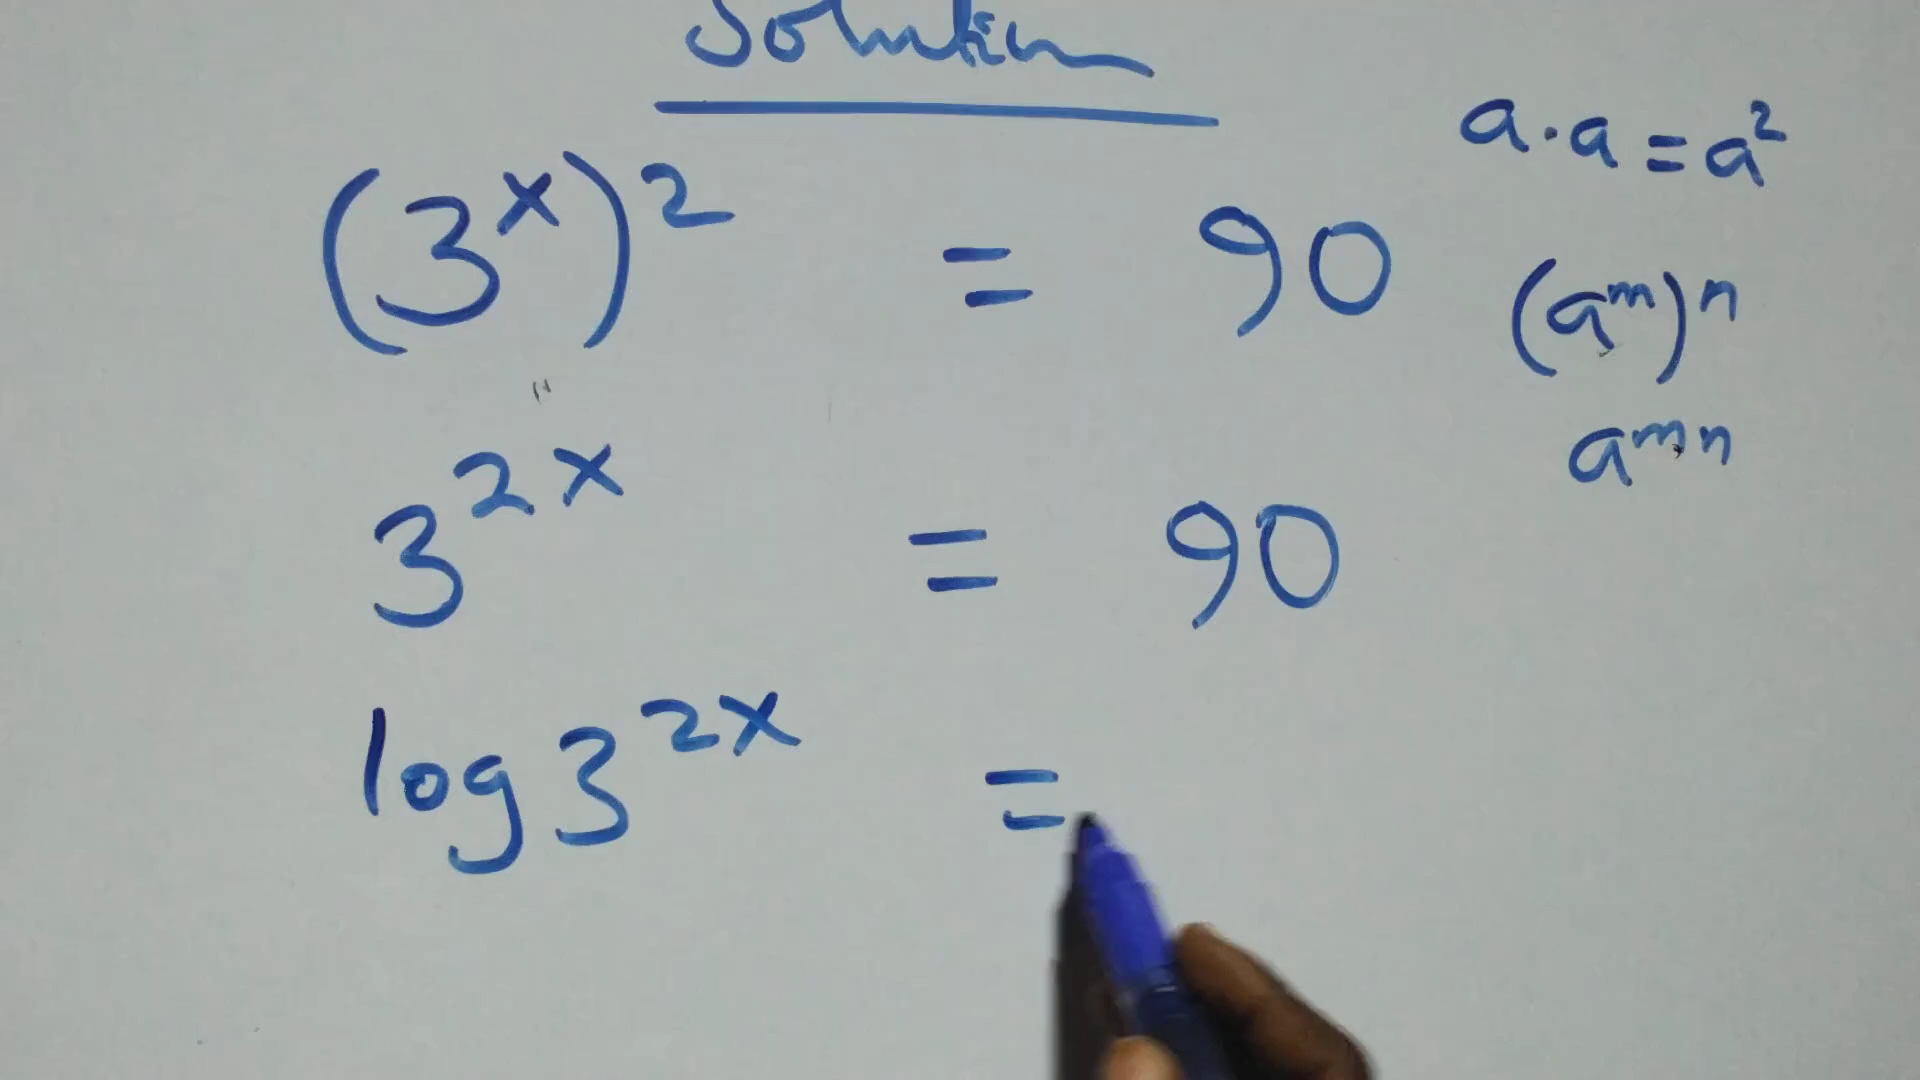 Solution
(3^x)^2 = 90
a·a = a^2
(a^m)^n
a^mn
3^2x = 90
log 3^2x =